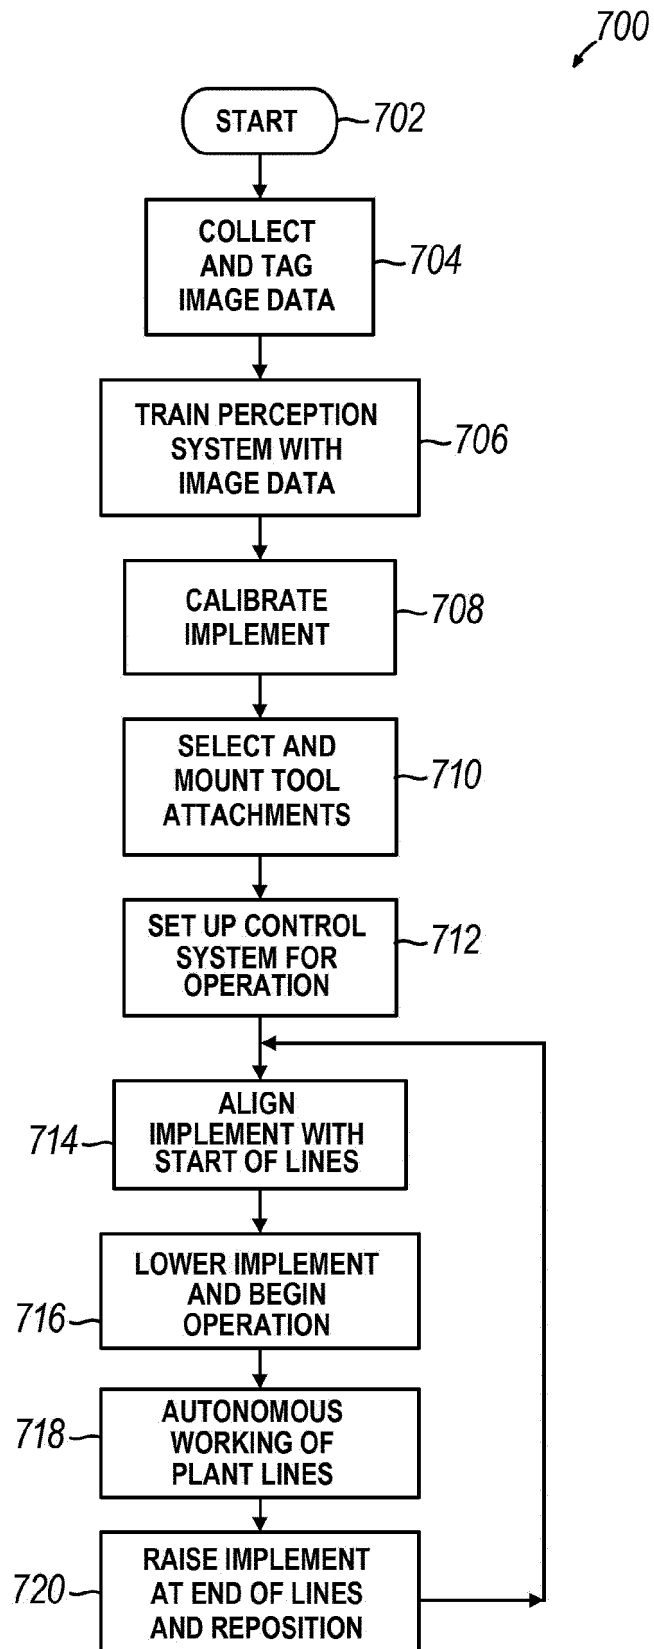 700
START
702
COLLECT
AND TAG
IMAGE DATA
704
TRAIN PERCEPTION
SYSTEM WITH
IMAGE DATA
706
CALIBRATE
IMPLEMENT
708
SELECT AND
MOUNT TOOL
ATTACHMENTS
710
SET UP CONTROL
SYSTEM FOR
OPERATION
712
ALIGN
IMPLEMENT WITH
START OF LINES
714
LOWER IMPLEMENT
AND BEGIN
OPERATION
716
AUTONOMOUS
WORKING OF
PLANT LINES
718
RAISE IMPLEMENT
AT END OF LINES
AND REPOSITION
720